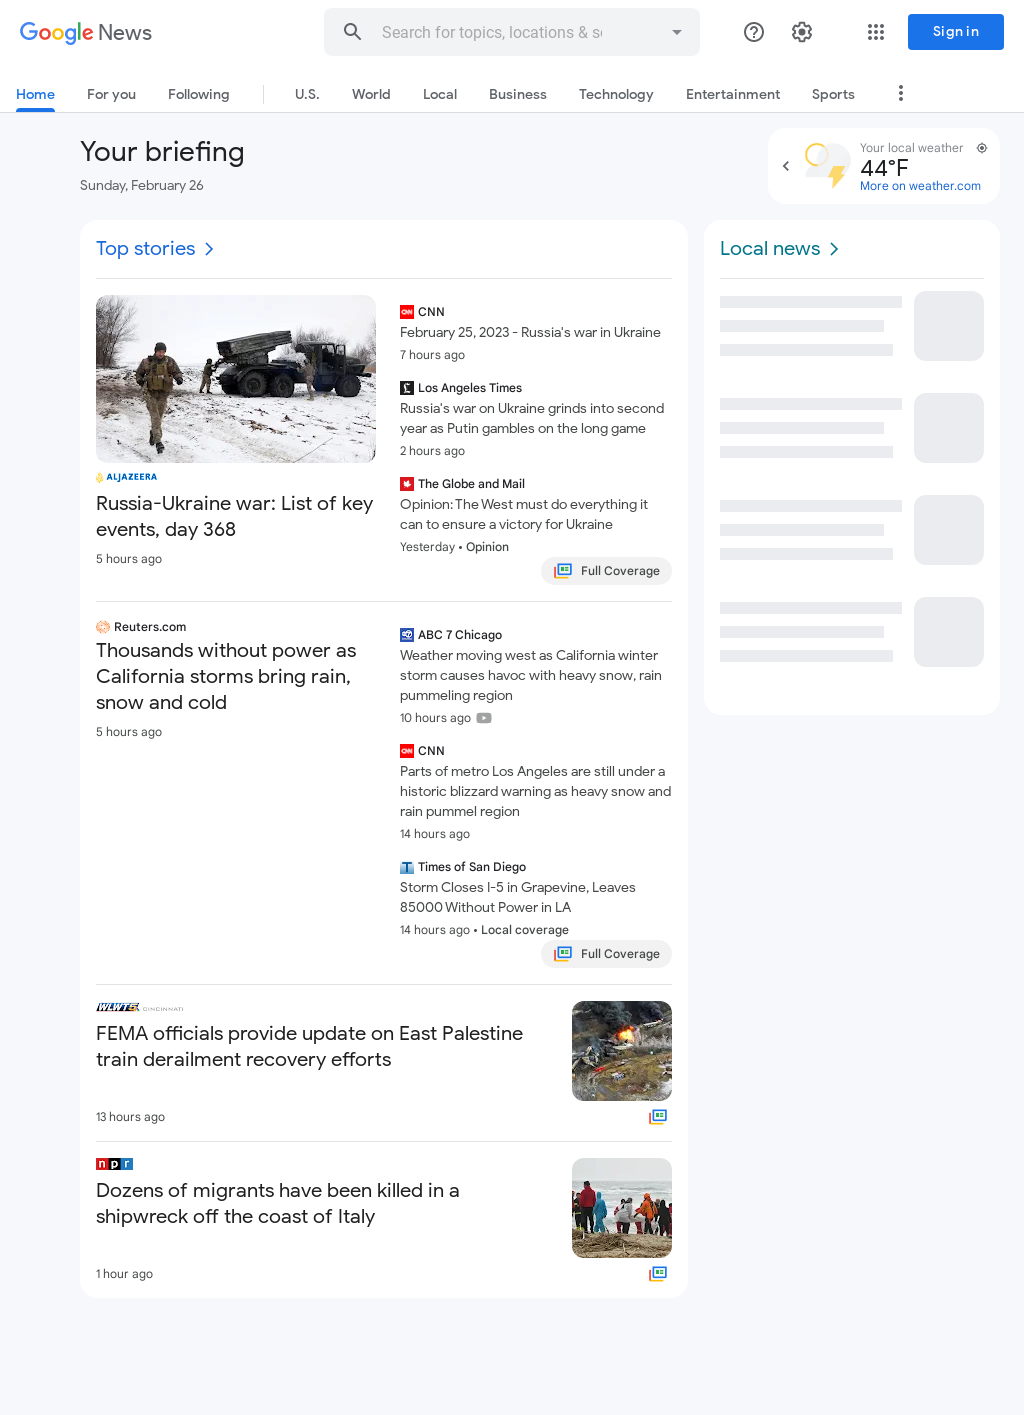 Google News
Search for topics, locations & so
Sign in
Home
For you
Following
U.S.
World
Local
Business
Technology
Entertainment
Sports
Your briefing
Sunday, February 26
Your local weather
44°F
More on weather.com
Top stories
ALJAZEERA
Russia-Ukraine war: List of key
events, day 368
5 hours ago
CNN
CNN
February 25, 2023 - Russia's war in Ukraine
7 hours ago
Los Angeles Times
Russia's war on Ukraine grinds into second
year as Putin gambles on the long game
2 hours ago
The Globe and Mail
Opinion: The West must do everything it
can to ensure a victory for Ukraine
Yesterday • Opinion
Full Coverage
Reuters.com
Thousands without power as
California storms bring rain,
snow and cold
5 hours ago
ABC 7 Chicago
Weather moving west as California winter
storm causes havoc with heavy snow, rain
pummeling region
10 hours ago
CNN
CNN
Parts of metro Los Angeles are still under a
historic blizzard warning as heavy snow and
rain pummel region
14 hours ago
Times of San Diego
Storm Closes I-5 in Grapevine, Leaves
85000 Without Power in LA
14 hours ago • Local coverage
Full Coverage
WLWT5 CINCINNATI
FEMA officials provide update on East Palestine
train derailment recovery efforts
13 hours ago
npr
Dozens of migrants have been killed in a
shipwreck off the coast of Italy
1 hour ago
Local news